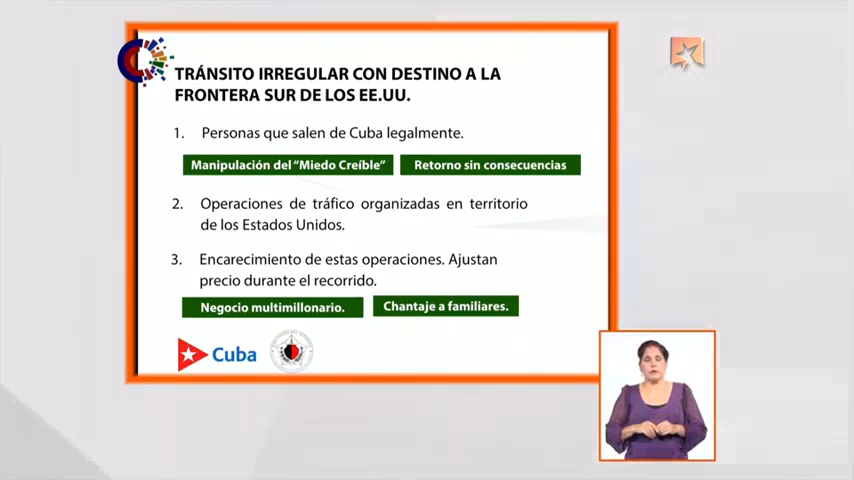 TRÁNSITO IRREGULAR CON DESTINO A LA
FRONTERA SUR DE LOS EE.UU.
1. Personas que salen de Cuba legalmente.
Manipulación del "Miedo Creíble" Retorno sin consecuencias
2. Operaciones de tráfico organizadas en territorio
de los Estados Unidos.
3. Encarecimiento de estas operaciones. Ajustan
precio durante el recorrido.
Negocio multimillonario. Chantaje a familiares.
Cuba